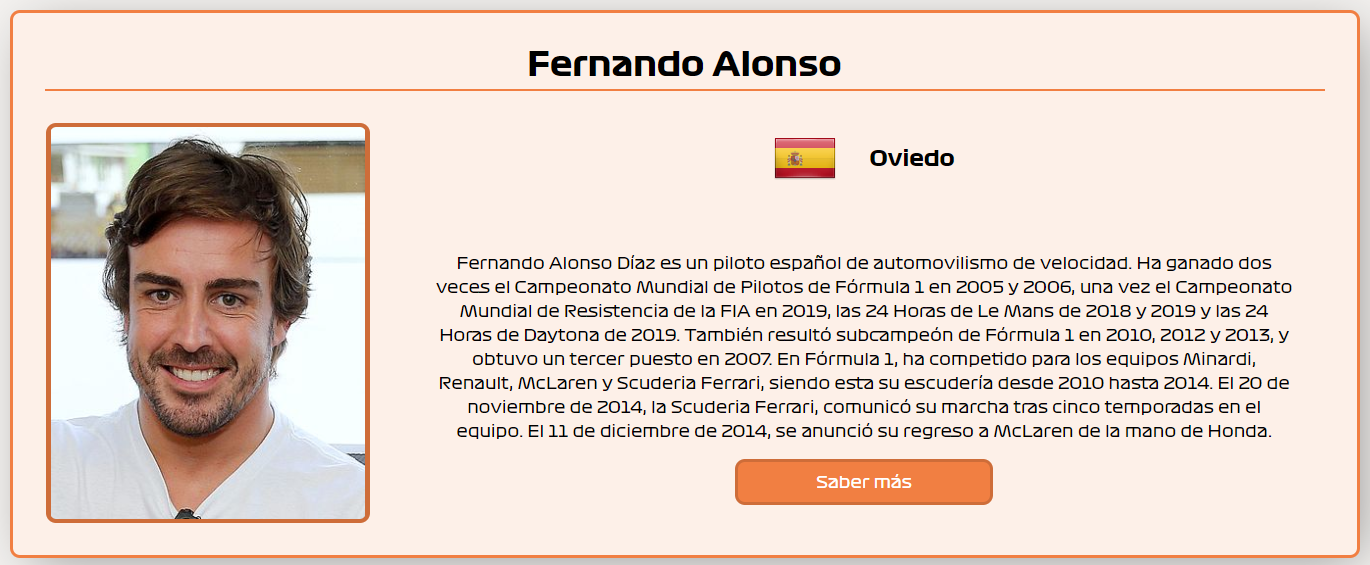 Fernando Alonso
Oviedo
Fernando Alonso Díaz es un piloto español de automovilismo de velocidad. Ha ganado dos
veces el Campeonato Mundial de Pilotos de Fórmula 1 en 2005 y 2006, una vez el Campeonato
Mundial de Resistencia de la FIA en 2019, las 24 Horas de Le Mans de 2018 y 2019 y las 24
Horas de Daytona de 2019. También resultó subcampeón de Fórmula 1 en 2010, 2012 y 2013, y
obtuvo un tercer puesto en 2007. En Fórmula 1, ha competido para los equipos Minardi,
Renault, McLaren y Scuderia Ferrari, siendo esta su escudería desde 2010 hasta 2014. El 20 de
noviembre de 2014, la Scuderia Ferrari, comunicó su marcha tras cinco temporadas en el
equipo. El 11 de diciembre de 2014, se anunció su regreso a McLaren de la mano de Honda.
Saber más